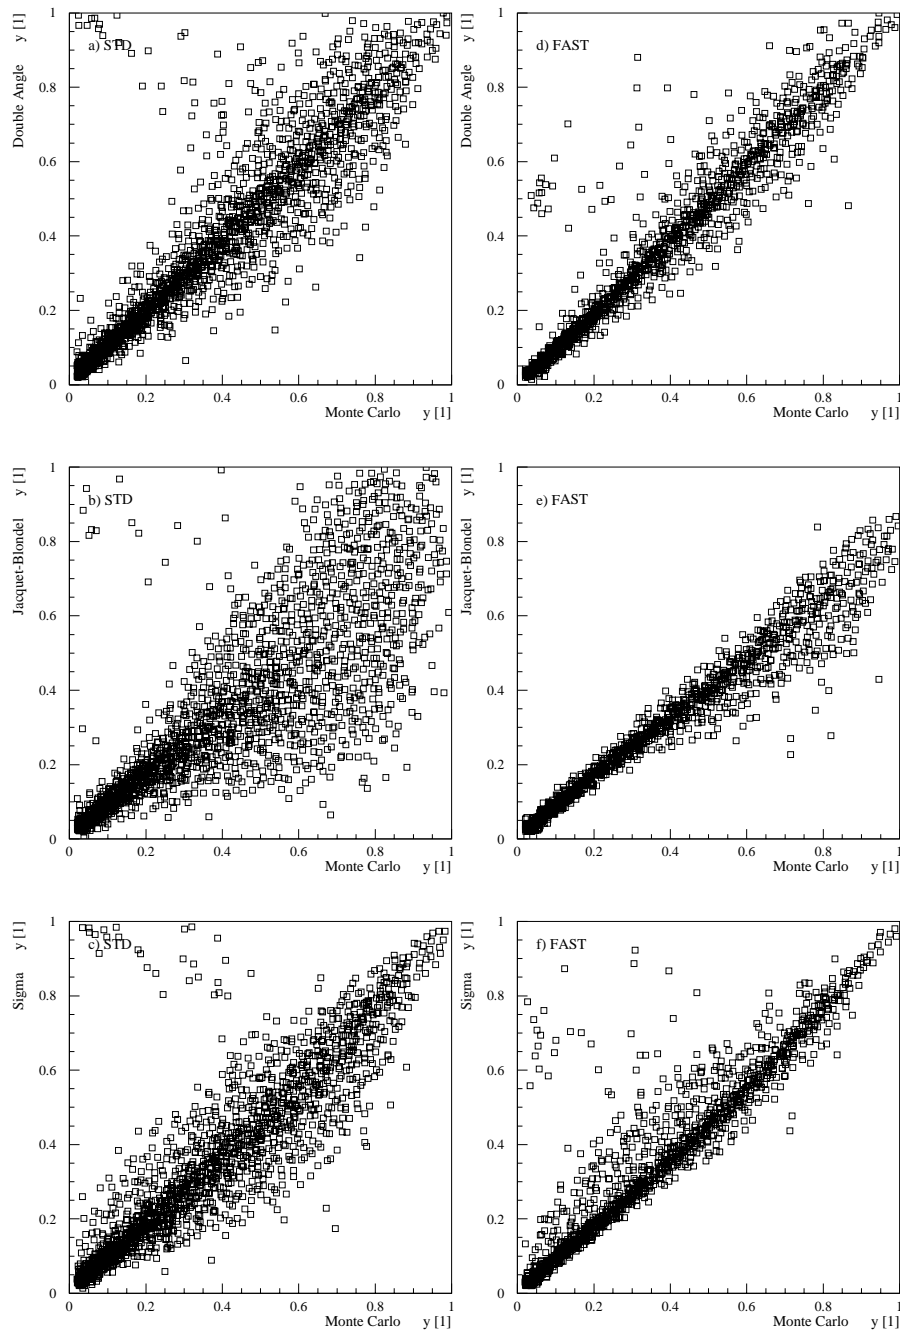 a) STD
Double Angle y [1]
1
0.8
0.6
0.4
0.2
0
0 0.2 0.4 0.6 0.8 1
Monte Carlo y [1]
d) FAST
Double Angle y [1]
1
0.8
0.6
0.4
0.2
0
0 0.2 0.4 0.6 0.8 1
Monte Carlo y [1]
b) STD
Jacquet-Blondel y [1]
1
0.8
0.6
0.4
0.2
0
0 0.2 0.4 0.6 0.8 1
Monte Carlo y [1]
e) FAST
Jacquet-Blondel y [1]
1
0.8
0.6
0.4
0.2
0
0 0.2 0.4 0.6 0.8 1
Monte Carlo y [1]
c) STD
Sigma y [1]
1
0.8
0.6
0.4
0.2
0
0 0.2 0.4 0.6 0.8 1
Monte Carlo y [1]
f) FAST
Sigma y [1]
1
0.8
0.6
0.4
0.2
0
0 0.2 0.4 0.6 0.8 1
Monte Carlo y [1]